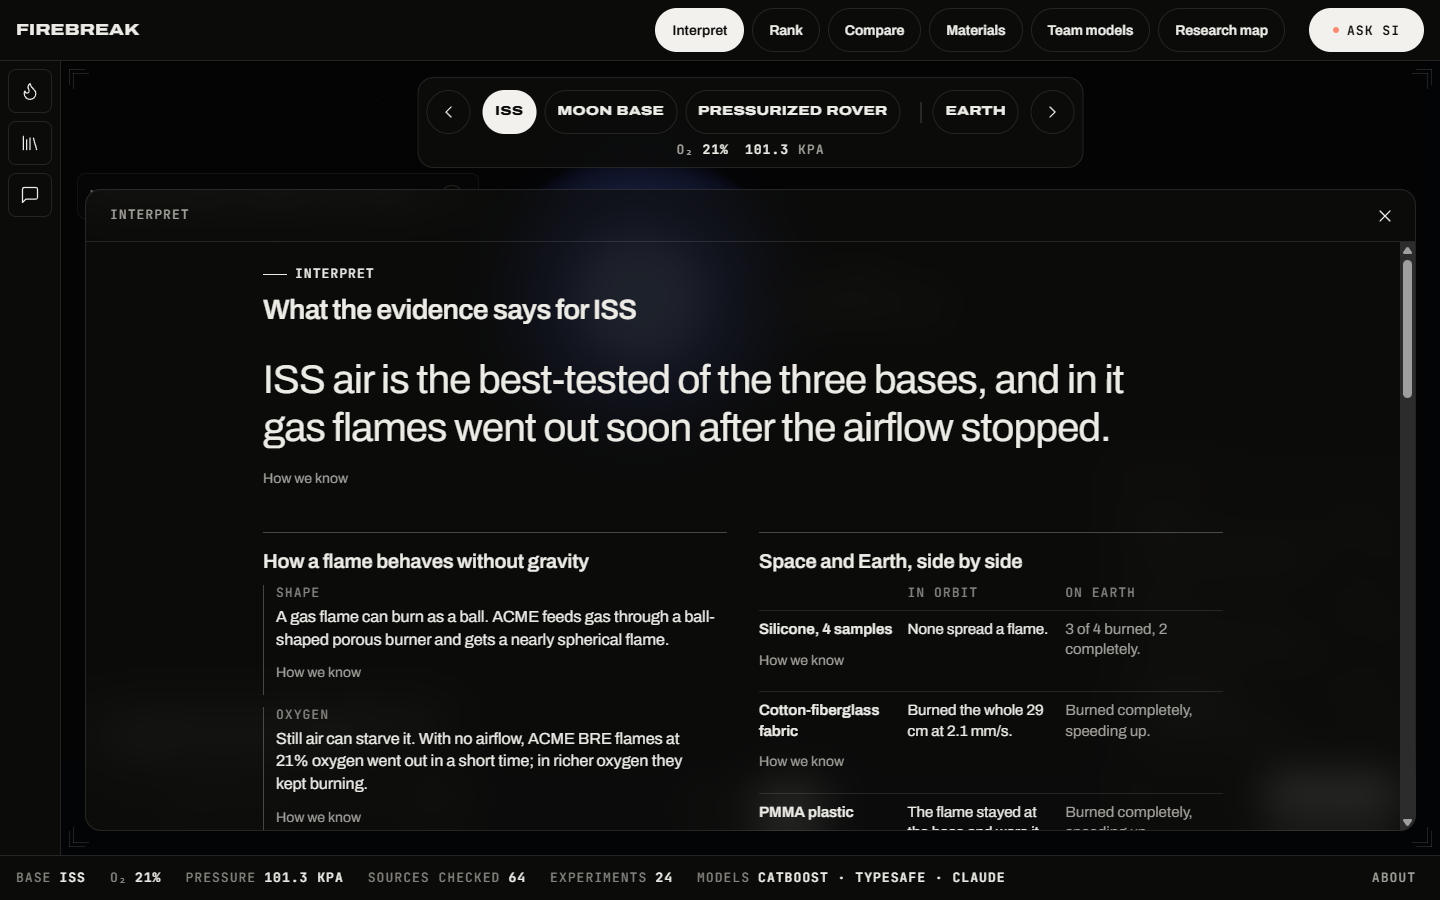 FIREBREAK
Interpret
Rank
Compare
Materials
Team models
Research map
ASK SI
ISS
MOON BASE
PRESSURIZED ROVER
EARTH
O₂ 21% 101.3 KPA
INTERPRET
INTERPRET
What the evidence says for ISS
ISS air is the best-tested of the three bases, and in it
gas flames went out soon after the airflow stopped.
How we know
How a flame behaves without gravity
SHAPE
A gas flame can burn as a ball. ACME feeds gas through a ball-
shaped porous burner and gets a nearly spherical flame.
How we know
OXYGEN
Still air can starve it. With no airflow, ACME BRE flames at
21% oxygen went out in a short time; in richer oxygen they
kept burning.
How we know
Space and Earth, side by side
IN ORBIT
ON EARTH
Silicone, 4 samples
None spread a flame.
3 of 4 burned, 2
completely.
How we know
Cotton-fiberglass
fabric
Burned the whole 29
cm at 2.1 mm/s.
Burned completely,
speeding up.
How we know
PMMA plastic
The flame stayed at
Burned completely,
BASE ISS
O₂ 21%
PRESSURE 101.3 KPA
SOURCES CHECKED 64
EXPERIMENTS 24
MODELS CATBOOST · TYPESAFE · CLAUDE
ABOUT